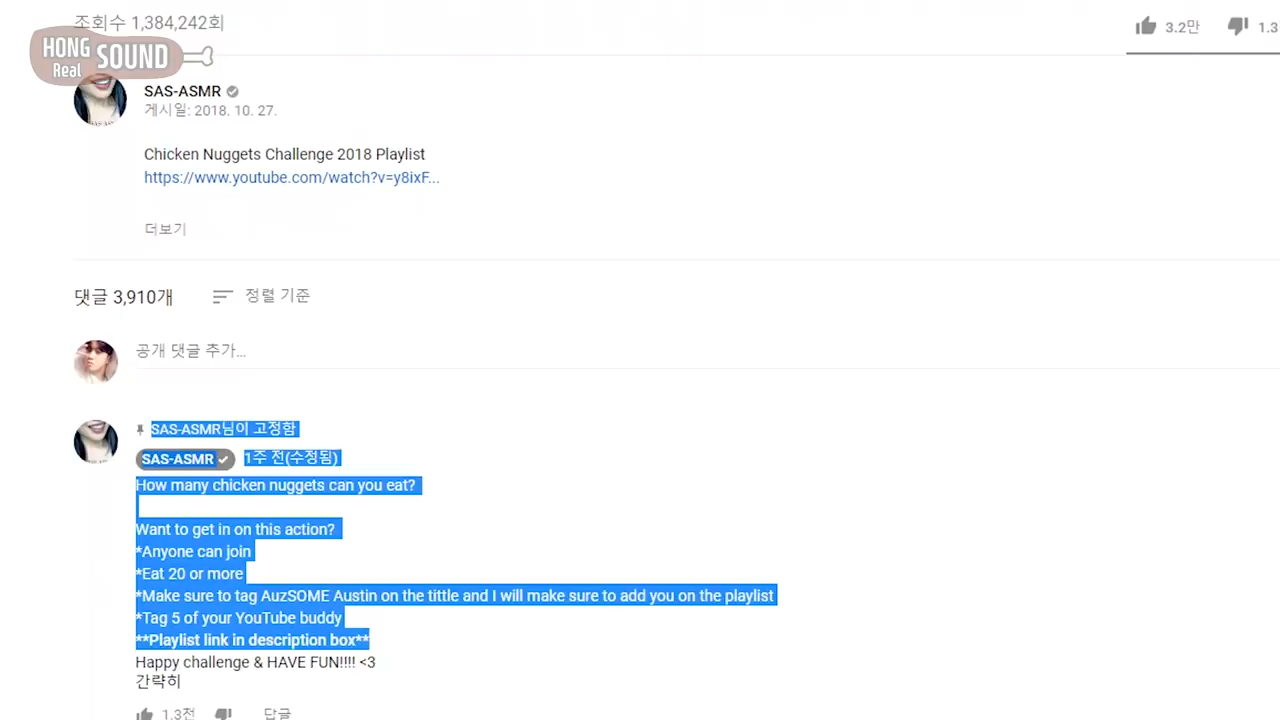 조회수 1,384,242회
3.2만
1.3
HONG
Real
SOUND
SAS-ASMR
게시일: 2018. 10. 27.
Chicken Nuggets Challenge 2018 Playlist
https://www.youtube.com/watch?v=y8ixF...
더보기
댓글 3,910개
정렬 기준
공개 댓글 추가...
SAS-ASMR님이 고정함
SAS-ASMR 1주 전(수정됨)
How many chicken nuggets can you eat?
Want to get in on this action?
*Anyone can join
*Eat 20 or more
*Make sure to tag AuzSOME Austin on the tittle and I will make sure to add you on the playlist
*Tag 5 of your YouTube buddy
**Playlist link in description box**
Happy challenge & HAVE FUN!!!! <3
간략히
1.3천
답글